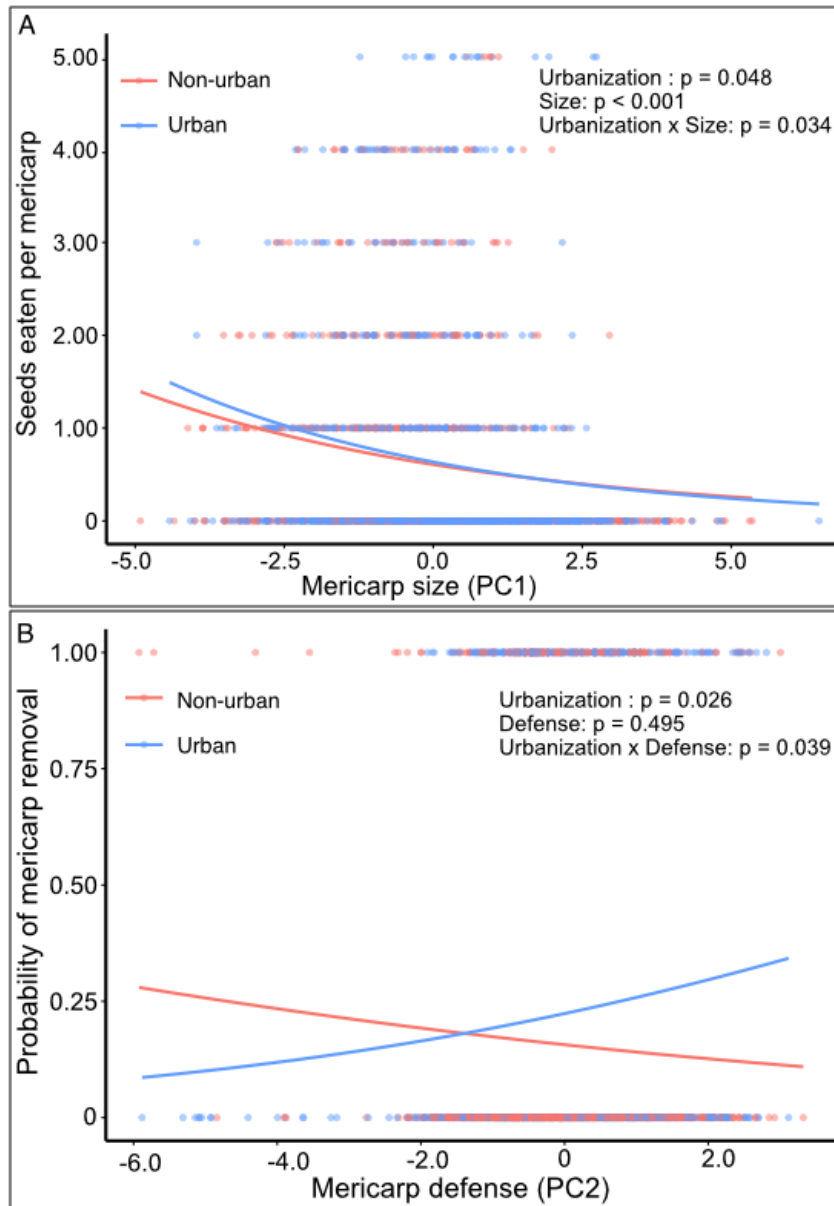 A
5.00
4.00
3.00
2.00
1.00
0
Seeds eaten per mericarp
Non-urban
Urban
Urbanization : p = 0.048
Size: p < 0.001
Urbanization x Size: p = 0.034
-5.0 -2.5 0.0 2.5 5.0
Mericarp size (PC1)
B
1.00
0.75
0.50
0.25
0
Probability of mericarp removal
Non-urban
Urban
Urbanization : p = 0.026
Defense: p = 0.495
Urbanization x Defense: p = 0.039
-6.0 -4.0 -2.0 0 2.0
Mericarp defense (PC2)